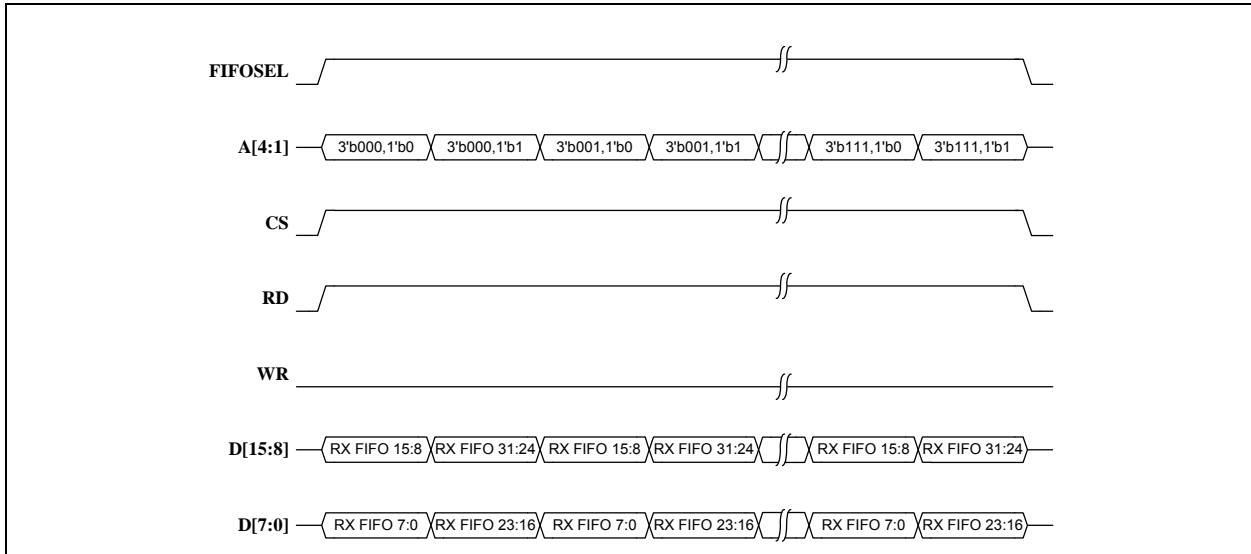 FIFOSEL
A[4:1] 3'b000,1'b0 3'b000,1'b1 3'b001,1'b0 3'b001,1'b1 3'b111,1'b0 3'b111,1'b1
CS
RD
WR
D[15:8] RX FIFO 15:8 RX FIFO 31:24 RX FIFO 15:8 RX FIFO 31:24 RX FIFO 15:8 RX FIFO 31:24
D[7:0] RX FIFO 7:0 RX FIFO 23:16 RX FIFO 7:0 RX FIFO 23:16 RX FIFO 7:0 RX FIFO 23:16